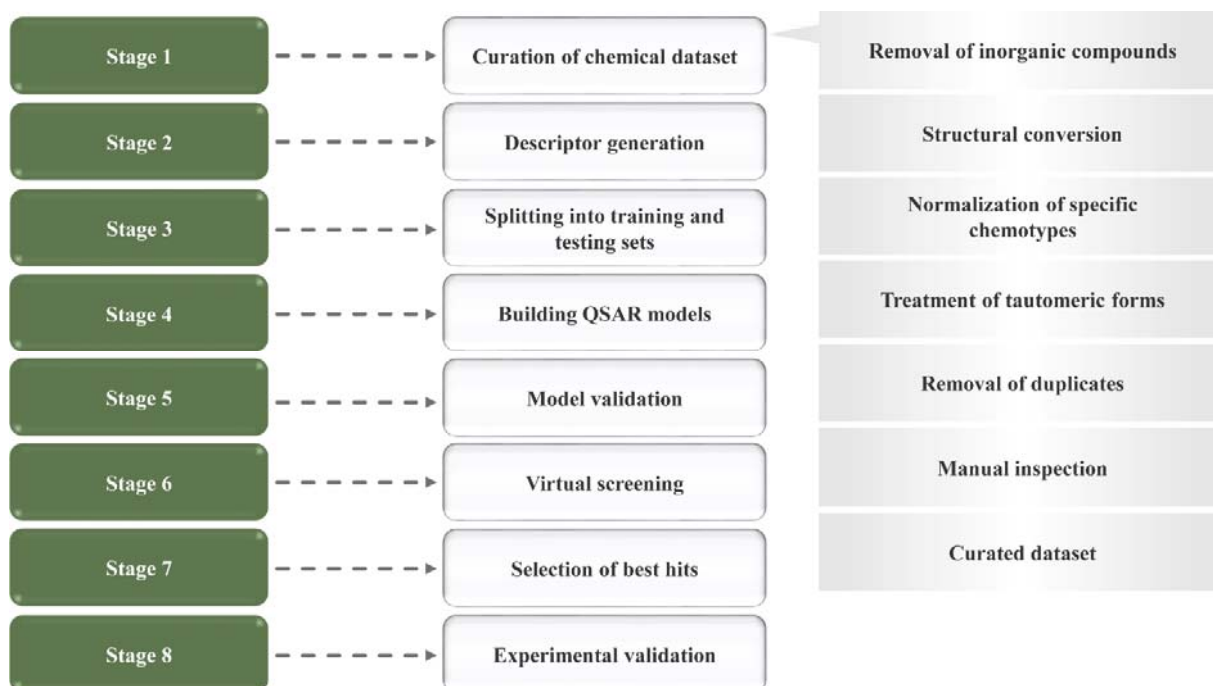 Stage 1
Curation of chemical dataset
Stage 2
Descriptor generation
Stage 3
Splitting into training and
testing sets
Stage 4
Building QSAR models
Stage 5
Model validation
Stage 6
Virtual screening
Stage 7
Selection of best hits
Stage 8
Experimental validation
Removal of inorganic compounds
Structural conversion
Normalization of specific
chemotypes
Treatment of tautomeric forms
Removal of duplicates
Manual inspection
Curated dataset